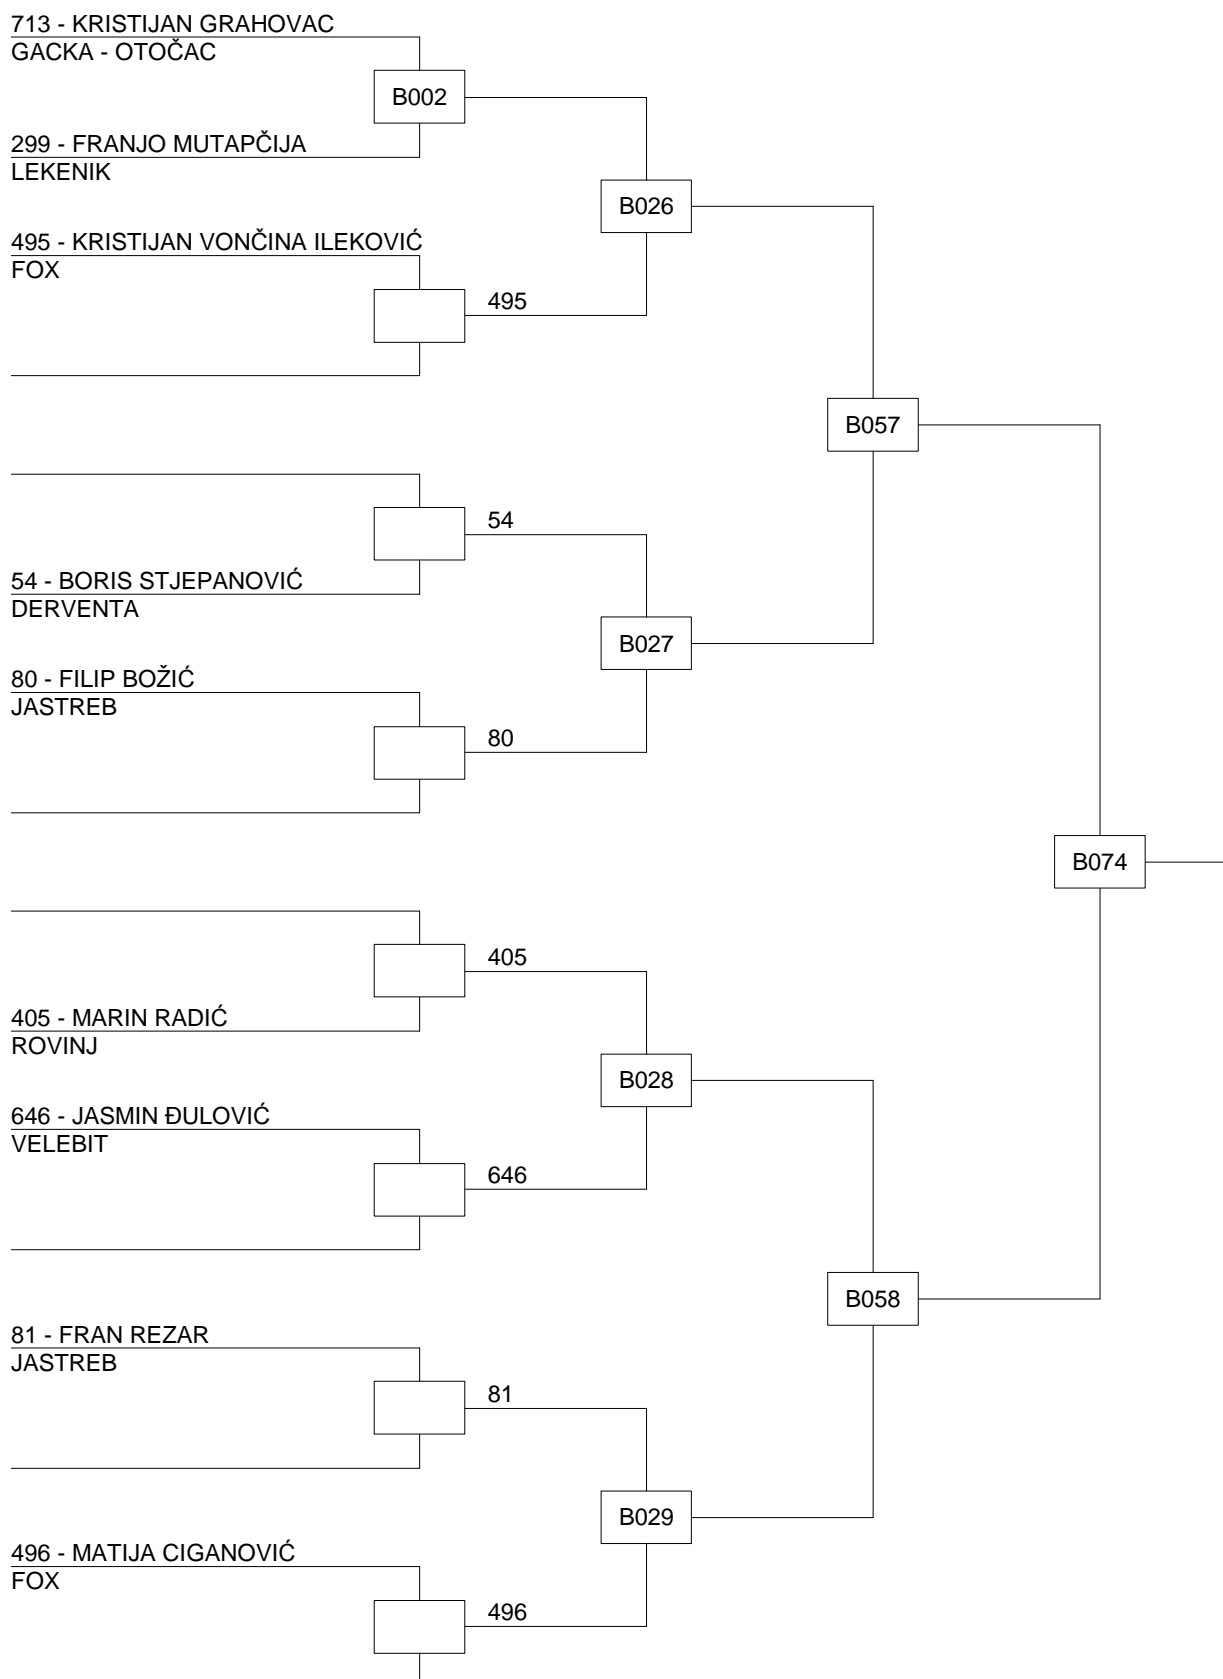 713 - KRISTIJAN GRAHOVAC
GACKA - OTOČAC
B002
299 - FRANJO MUTAPČIJA
LEKENIK
B026
495 - KRISTIJAN VONČINA ILEKOVIĆ
FOX
495
B057
54
54 - BORIS STJEPANOVIĆ
DERVENTA
B027
80 - FILIP BOŽIĆ
JASTREB
80
B074
405
405 - MARIN RADIĆ
ROVINJ
B028
646 - JASMIN ĐULOVIĆ
VELEBIT
646
B058
81 - FRAN REZAR
JASTREB
81
B029
496 - MATIJA CIGANOVIĆ
FOX
496